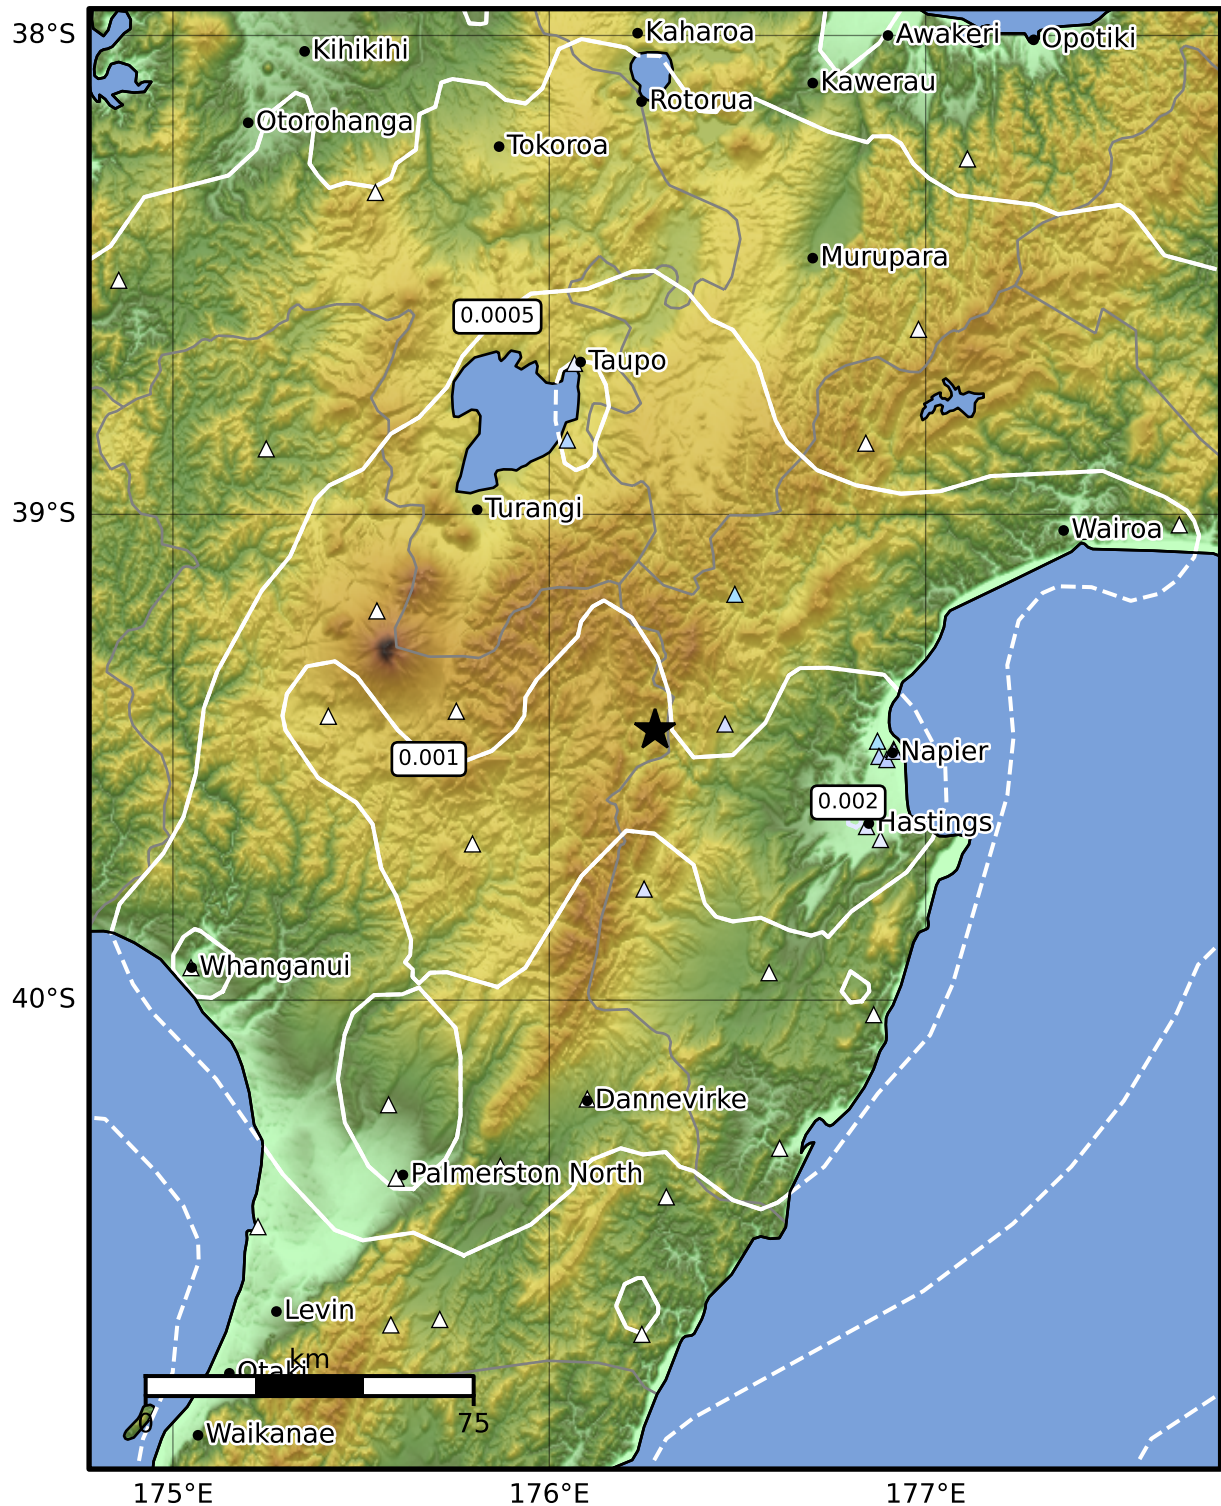 38°S
Kaharoa
Awakeri
Opotiki
Kihikihi
Kawerau
Rotorua
Otorohanga
Tokoroa
Murupara
0.0005
Taupo
39°S
Turangi
Wairoa
0.001
Napier
0.002
Hastings
Whanganui
40°S
Dannevirke
Palmerston North
Levin
km
Otaki
0
75
Waikanae
175°E
176°E
177°E